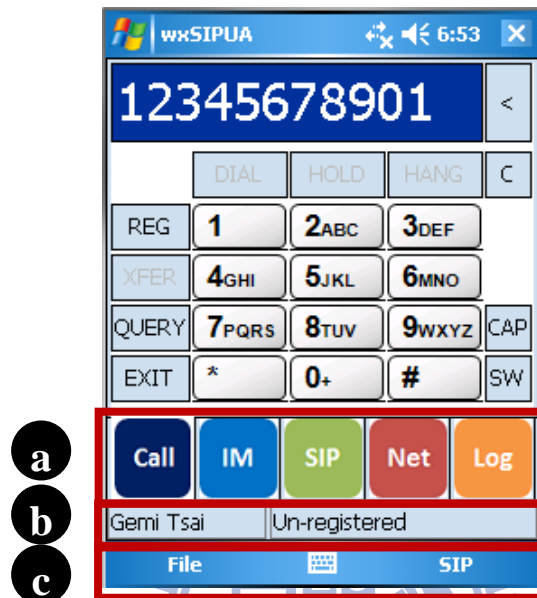 wxSIPUA 6:53
12345678901 <
DIAL HOLD HANG C
REG 1 2ABC 3DEF
XFER 4GHI 5JKL 6MNO
QUERY 7PQRS 8TUV 9WXYZ CAP
EXIT * 0+ # SW
a Call IM SIP Net Log
b Gemi Tsai Un-registered
c File SIP